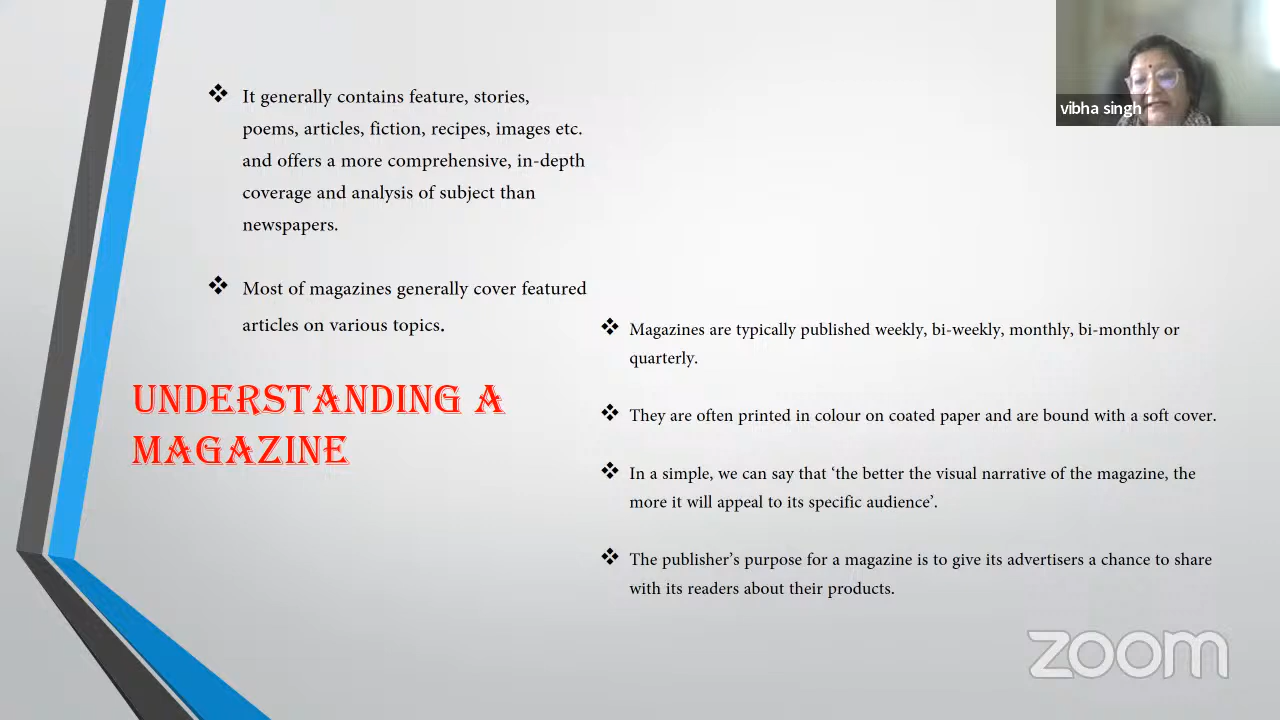 It generally contains feature, stories,
poems, articles, fiction, recipes, images etc.
and offers a more comprehensive, in-depth
coverage and analysis of subject than
newspapers.
Most of magazines generally cover featured
articles on various topics.
UNDERSTANDING A
MAGAZINE
Magazines are typically published weekly, bi-weekly, monthly, bi-monthly or
quarterly.
They are often printed in colour on coated paper and are bound with a soft cover.
In a simple, we can say that ‘the better the visual narrative of the magazine, the
more it will appeal to its specific audience’.
The publisher’s purpose for a magazine is to give its advertisers a chance to share
with its readers about their products.
vibha singh
zoom